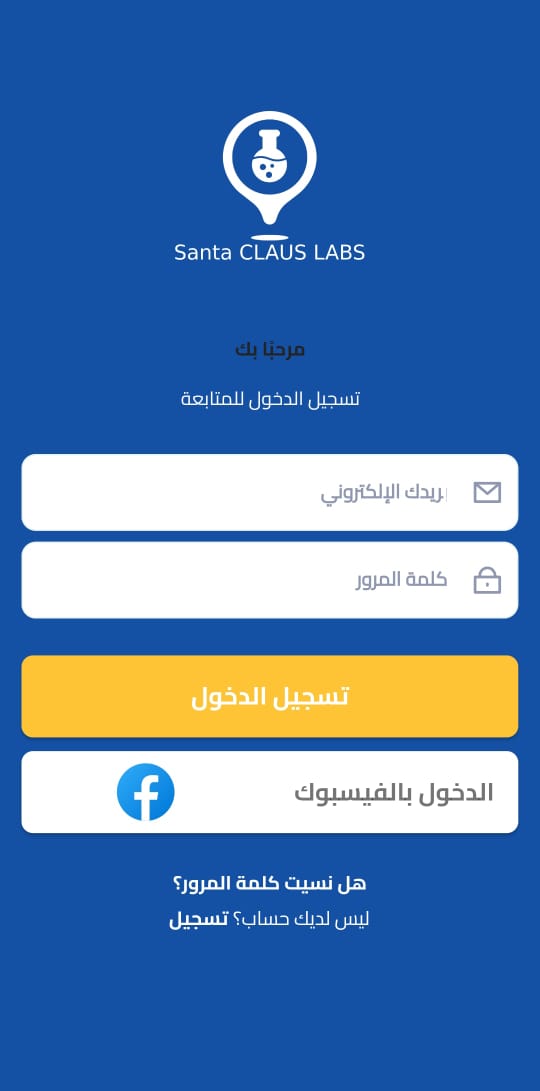 Santa CLAUS LABS
مرحبًا بك
تسجيل الدخول للمتابعة
بريدك الإلكتروني
كلمة المرور
تسجيل الدخول
الدخول بالفيسبوك
هل نسيت كلمة المرور؟
ليس لديك حساب؟ تسجيل